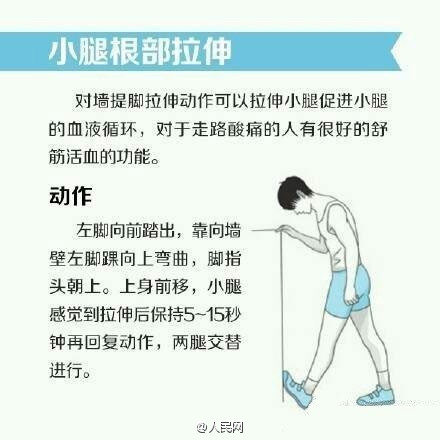 小腿根部拉伸
对墙提脚拉伸动作可以拉伸小腿促进小腿
的血液循环，对于走路酸痛的人有很好的舒
筋活血的功能。
动作
左脚向前踏出，靠向墙
壁左脚踝向上弯曲，脚指
头朝上。上身前移，小腿
感觉到拉伸后保持5~15秒
钟再回复动作，两腿交替
进行。
@人民网